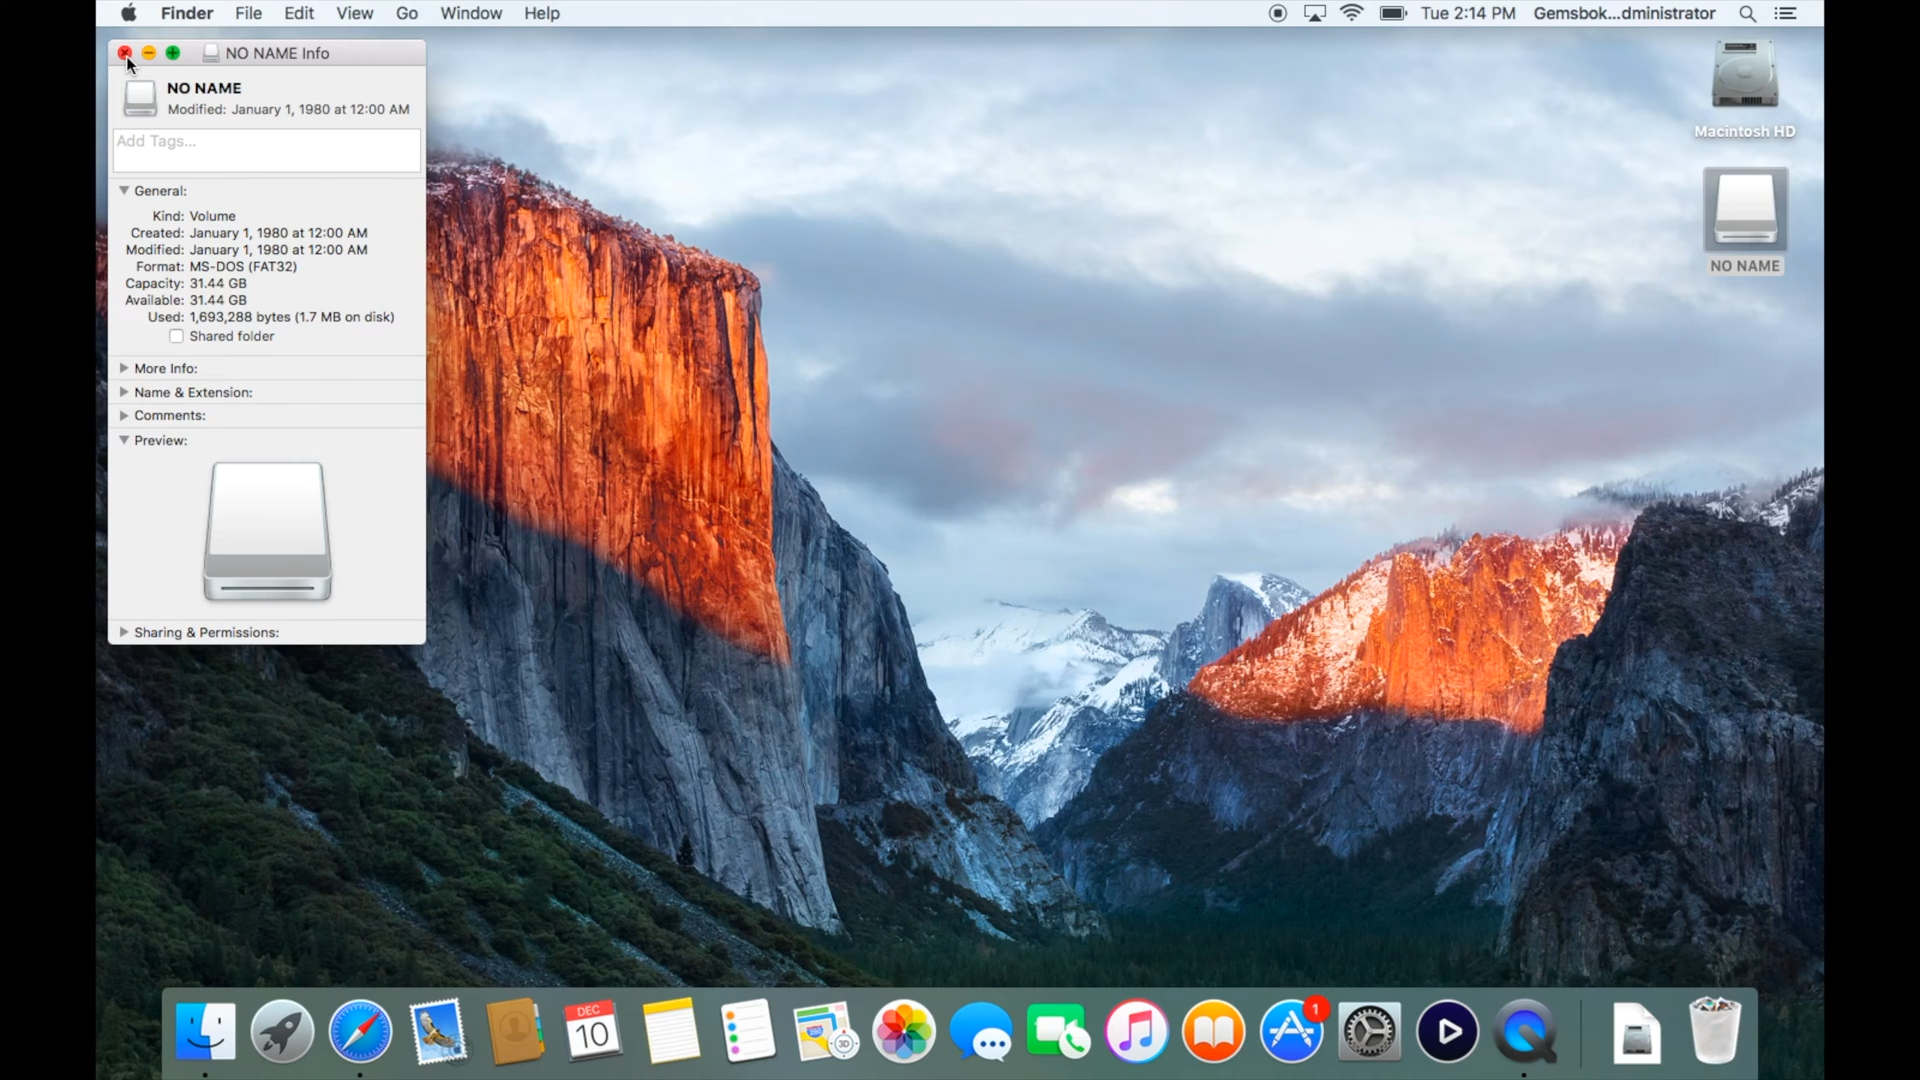 Finder File Edit View Go Window Help
Tue 2:14 PM Gemsbok...dministrator
NO NAME Info
NO NAME
Modified: January 1, 1980 at 12:00 AM
Add Tags...
General:
Kind: Volume
Created: January 1, 1980 at 12:00 AM
Modified: January 1, 1980 at 12:00 AM
Format: MS-DOS (FAT32)
Capacity: 31.44 GB
Available: 31.44 GB
Used: 1,693,288 bytes (1.7 MB on disk)
Shared folder
More Info:
Name & Extension:
Comments:
Preview:
Sharing & Permissions:
Macintosh HD
NO NAME
DEC
10
3D
1